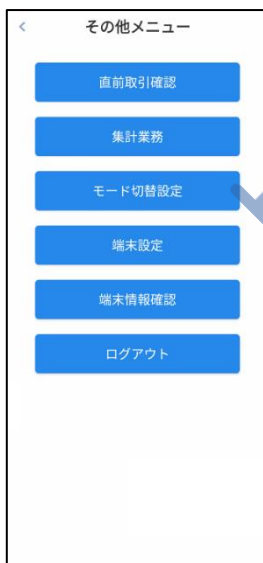 その他メニュー
直前取引確認
集計業務
モード切替設定
端末設定
端末情報確認
ログアウト